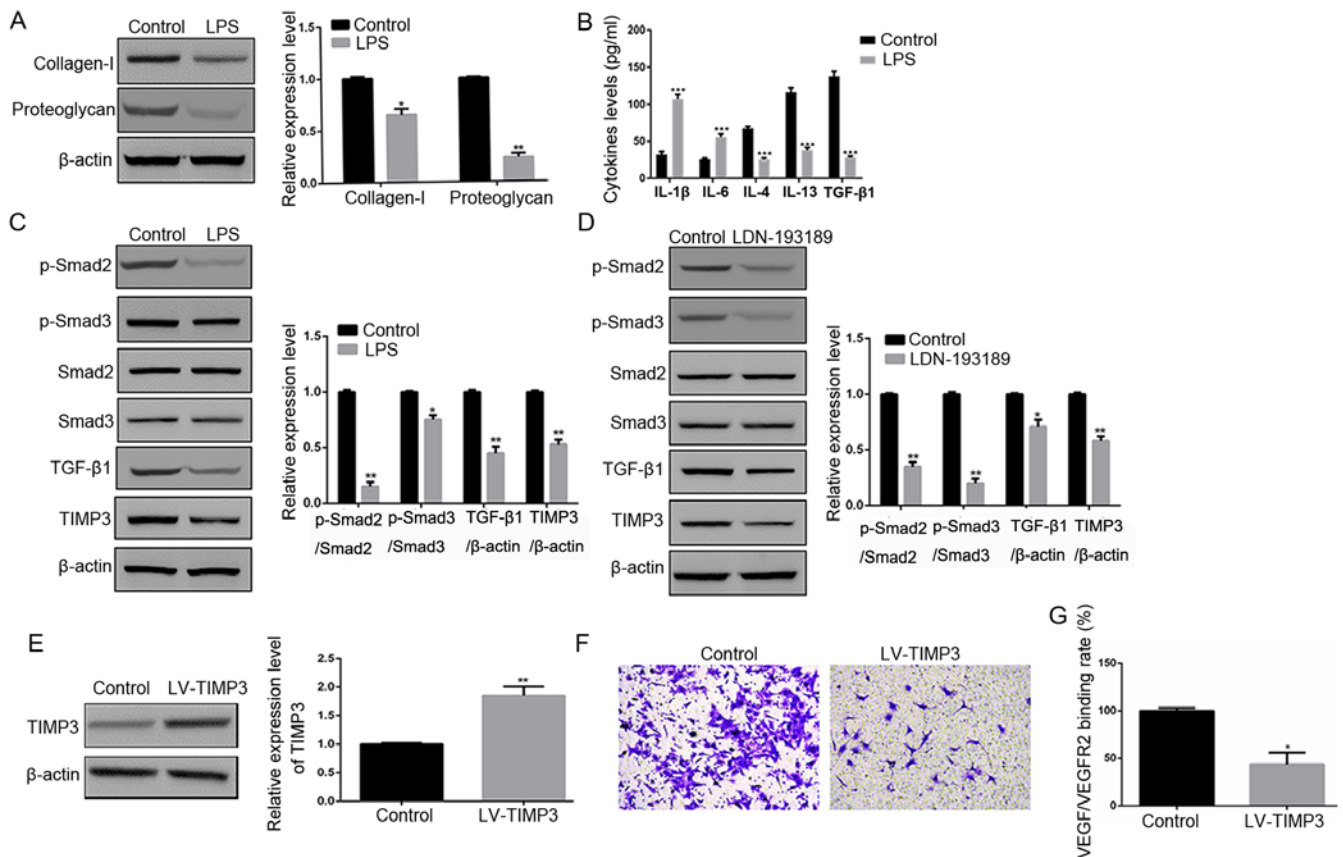 A
Control LPS
Collagen-I
Proteoglycan
β-actin
Relative expression level
1.5
1.0
0.5
0.0
Control
LPS
*
**
Collagen-I Proteoglycan
B
Cytokines levels (pg/ml)
200
150
100
50
0
Control
LPS
*** *** *** *** ***
IL-1β IL-6 IL-4 IL-13 TGF-β1
C
Control LPS
p-Smad2
p-Smad3
Smad2
Smad3
TGF-β1
TIMP3
β-actin
Relative expression level
1.5
1.0
0.5
0.0
Control
LPS
** * ** **
p-Smad2 p-Smad3 TGF-β1 TIMP3
/Smad2 /Smad3 /β-actin /β-actin
D
Control LDN-193189
p-Smad2
p-Smad3
Smad2
Smad3
TGF-β1
TIMP3
β-actin
Relative expression level
1.5
1.0
0.5
0.0
Control
LDN-193189
** ** * **
p-Smad2 p-Smad3 TGF-β1 TIMP3
/Smad2 /Smad3 /β-actin /β-actin
E
Control LV-TIMP3
TIMP3
β-actin
Relative expression level
of TIMP3
2.5
2.0
1.5
1.0
0.5
0.0
**
Control LV-TIMP3
F
Control LV-TIMP3
G
VEGF/VEGFR2 binding rate (%)
150
100
50
0
*
Control LV-TIMP3